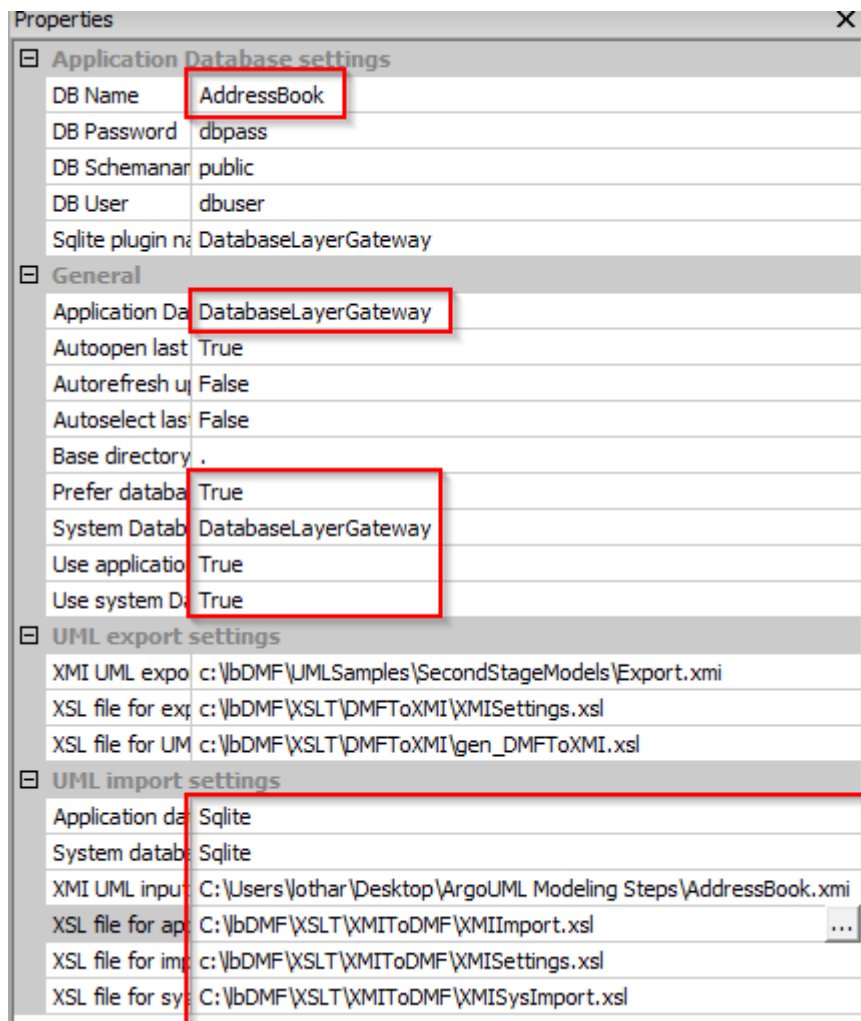 Properties
Application Database settings
DB Name AddressBook
DB Password dbpass
DB Schemanar public
DB User dbuser
Sqlite plugin na DatabaseLayerGateway
General
Application Da DatabaseLayerGateway
Autoopen last True
Autorefresh u False
Autoselect las False
Base directory .
Prefer databa True
System Datab DatabaseLayerGateway
Use applicatio True
Use system Da True
UML export settings
XMI UML expo c:\lbDMF\UMLSamples\SecondStageModels\Export.xmi
XSL file for exp c:\lbDMF\XSLT\DMFToXMI\XMISettings.xsl
XSL file for UM c:\lbDMF\XSLT\DMFToXMI\gen_DMFToXMI.xsl
UML import settings
Application da Sqlite
System databa Sqlite
XMI UML input C:\Users\lothar\Desktop\ArgoUML Modeling Steps\AddressBook.xmi
XSL file for ap C:\lbDMF\XSLT\XMIToDMF\XMIImport.xsl ...
XSL file for imp c:\lbDMF\XSLT\XMIToDMF\XMISettings.xsl
XSL file for sy C:\lbDMF\XSLT\XMIToDMF\XMISysImport.xsl